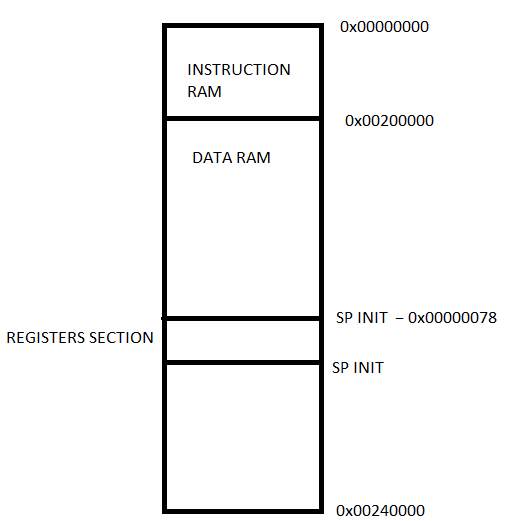 0x00000000
INSTRUCTION
RAM
0x00200000
DATA RAM
SP INIT – 0x00000078
REGISTERS SECTION
SP INIT
0x00240000